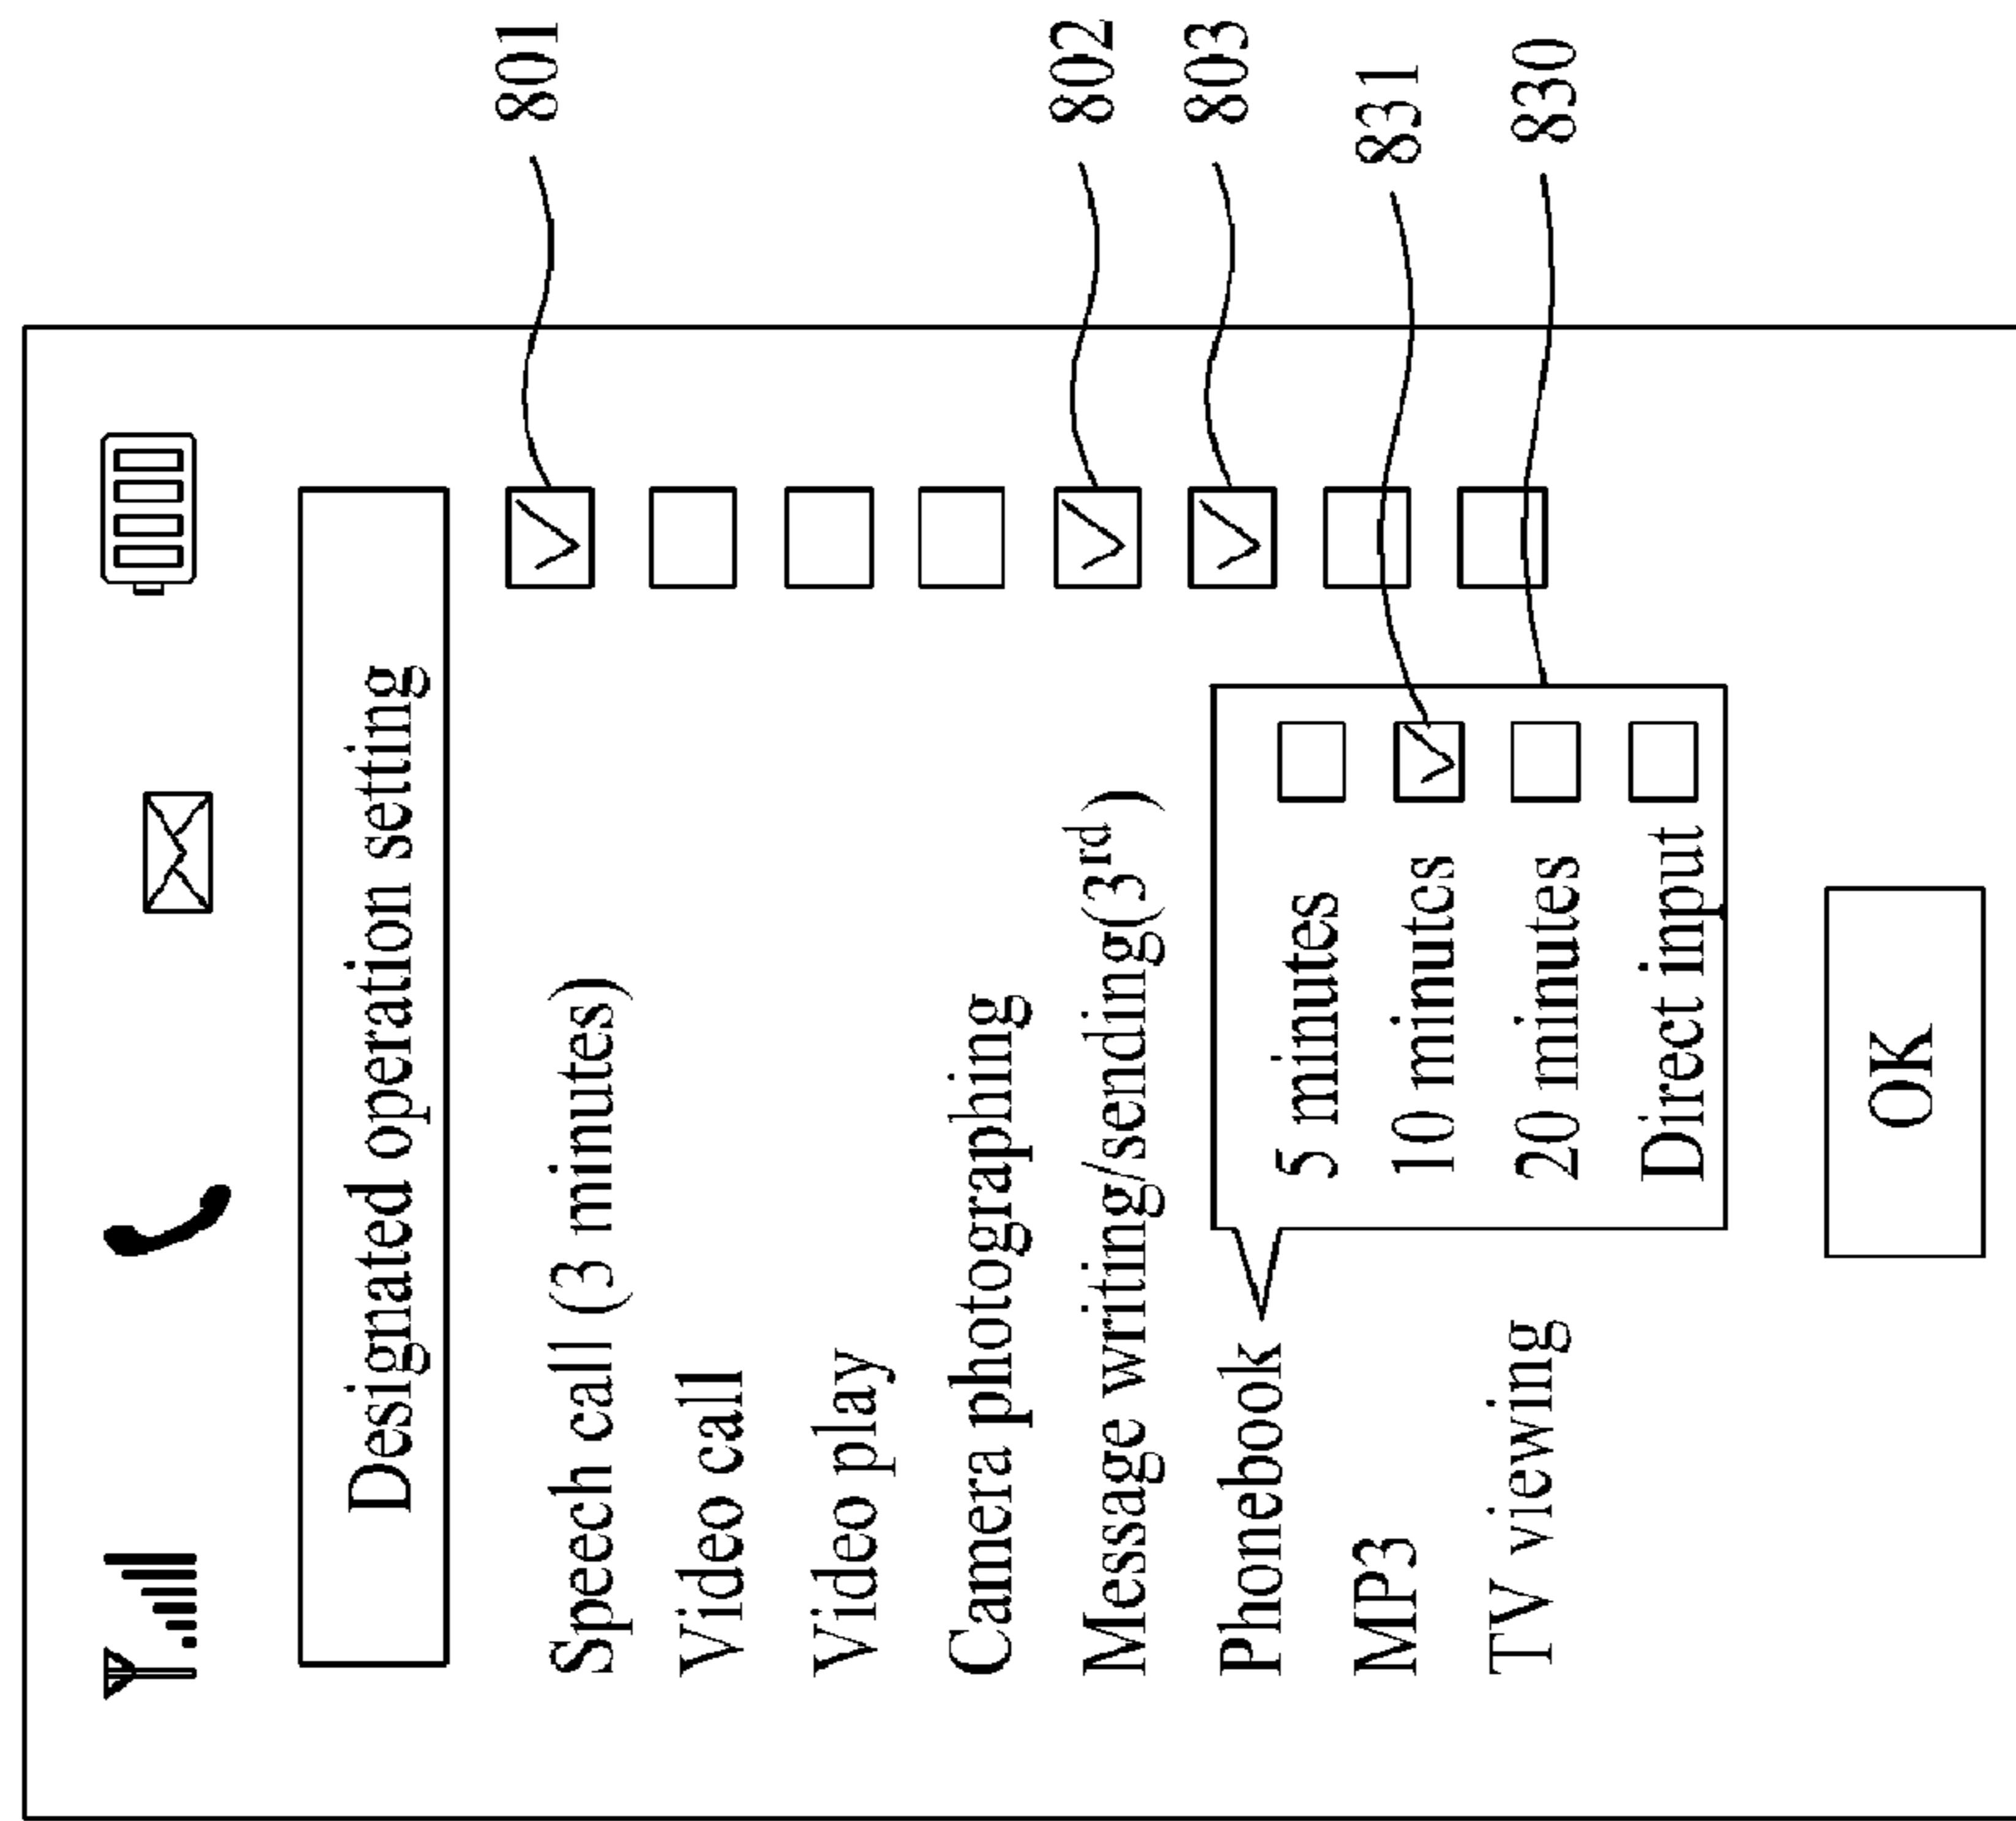 Designated operation setting
Speech call (3 minutes)
801
Video call
Video play
Camera photographing
Message writing/sending(3rd)
802
Phonebook
803
5 minutes
10 minutes
831
20 minutes
Direct input
830
MP3
TV viewing
OK